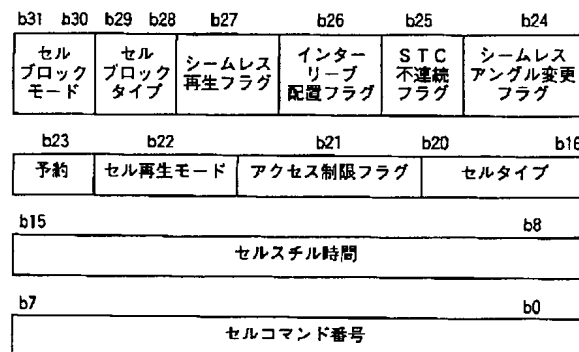 b31 b30 b29 b28 b27 b26 b25 b24
セル
ブロック
モード
セル
ブロック
タイプ
シームレス
再生フラグ
インター
リーブ
配置フラグ
STC
不連続
フラグ
シームレス
アングル変更
フラグ
b23 b22 b21 b20 b16
予約 セル再生モード アクセス制限フラグ セルタイプ
b15 b8
セルスチル時間
b7 b0
セルコマンド番号